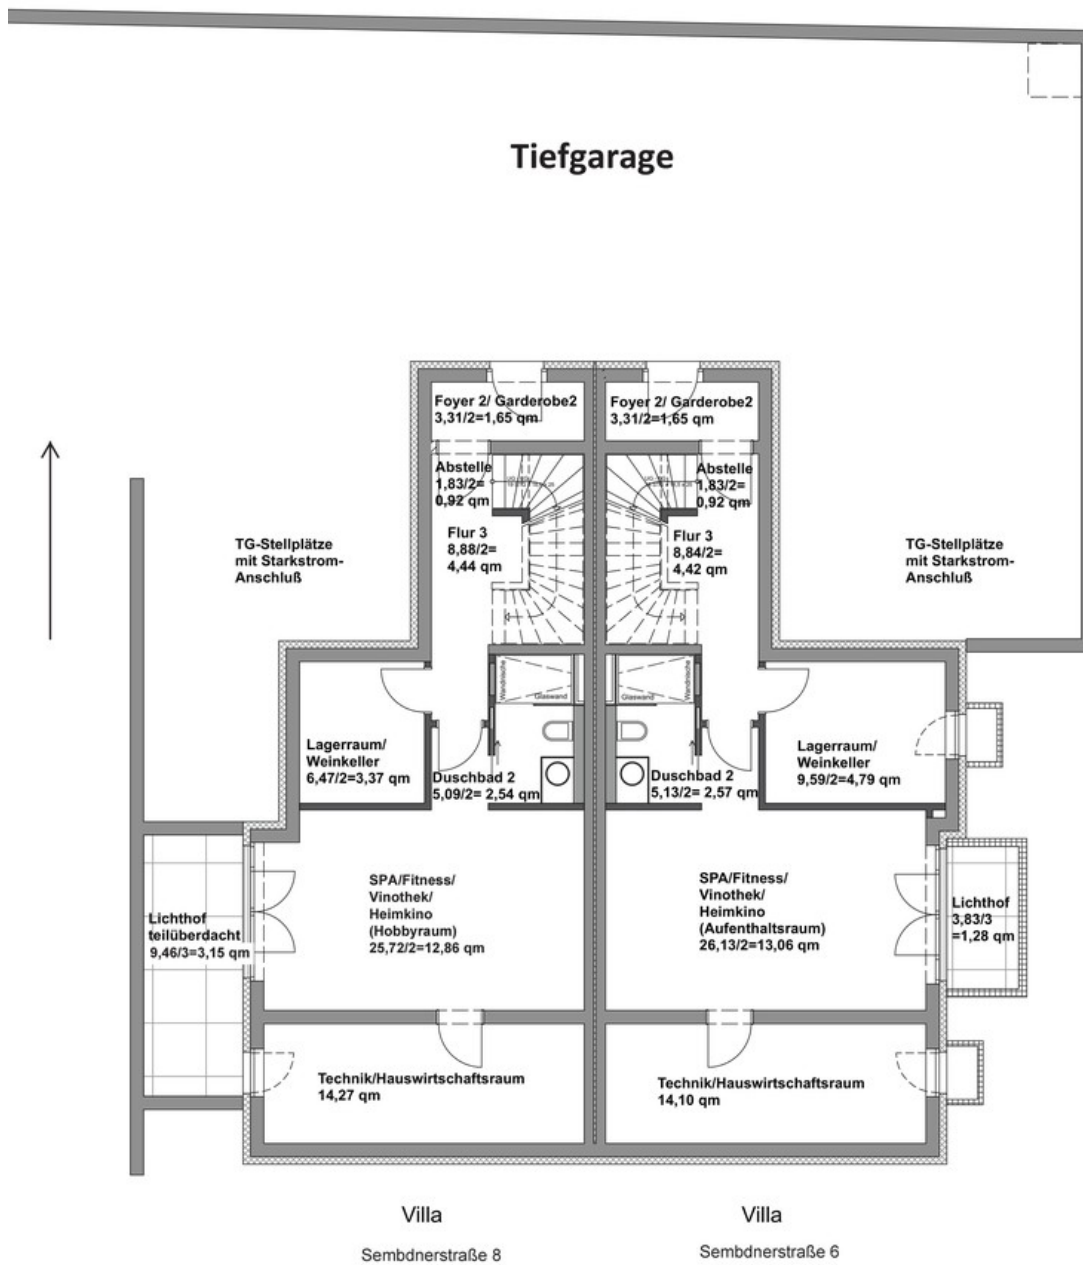 Tiefgarage
Foyer 2/ Garderobe2
3,31/2=1,65 qm
Foyer 2/ Garderobe2
3,31/2=1,65 qm
Abstelle
1,83/2=
0,92 qm
Abstelle
1,83/2=
0,92 qm
Flur 3
8,88/2=
4,44 qm
Flur 3
8,84/2=
4,42 qm
TG-Stellplätze
mit Starkstrom-
Anschluß
TG-Stellplätze
mit Starkstrom-
Anschluß
Wandnische
Glaswand
Glaswand
Wandnische
Lagerraum/
Weinkeller
6,47/2=3,37 qm
Duschbad 2
5,09/2= 2,54 qm
Duschbad 2
5,13/2= 2,57 qm
Lagerraum/
Weinkeller
9,59/2=4,79 qm
Lichthof
teilüberdacht
9,46/3=3,15 qm
SPA/Fitness/
Vinothek/
Heimkino
(Hobbyraum)
25,72/2=12,86 qm
SPA/Fitness/
Vinothek/
Heimkino
(Aufenthaltsraum)
26,13/2=13,06 qm
Lichthof
3,83/3
=1,28 qm
Technik/Hauswirtschaftsraum
14,27 qm
Technik/Hauswirtschaftsraum
14,10 qm
Villa
Sembdnerstraße 8
Villa
Sembdnerstraße 6